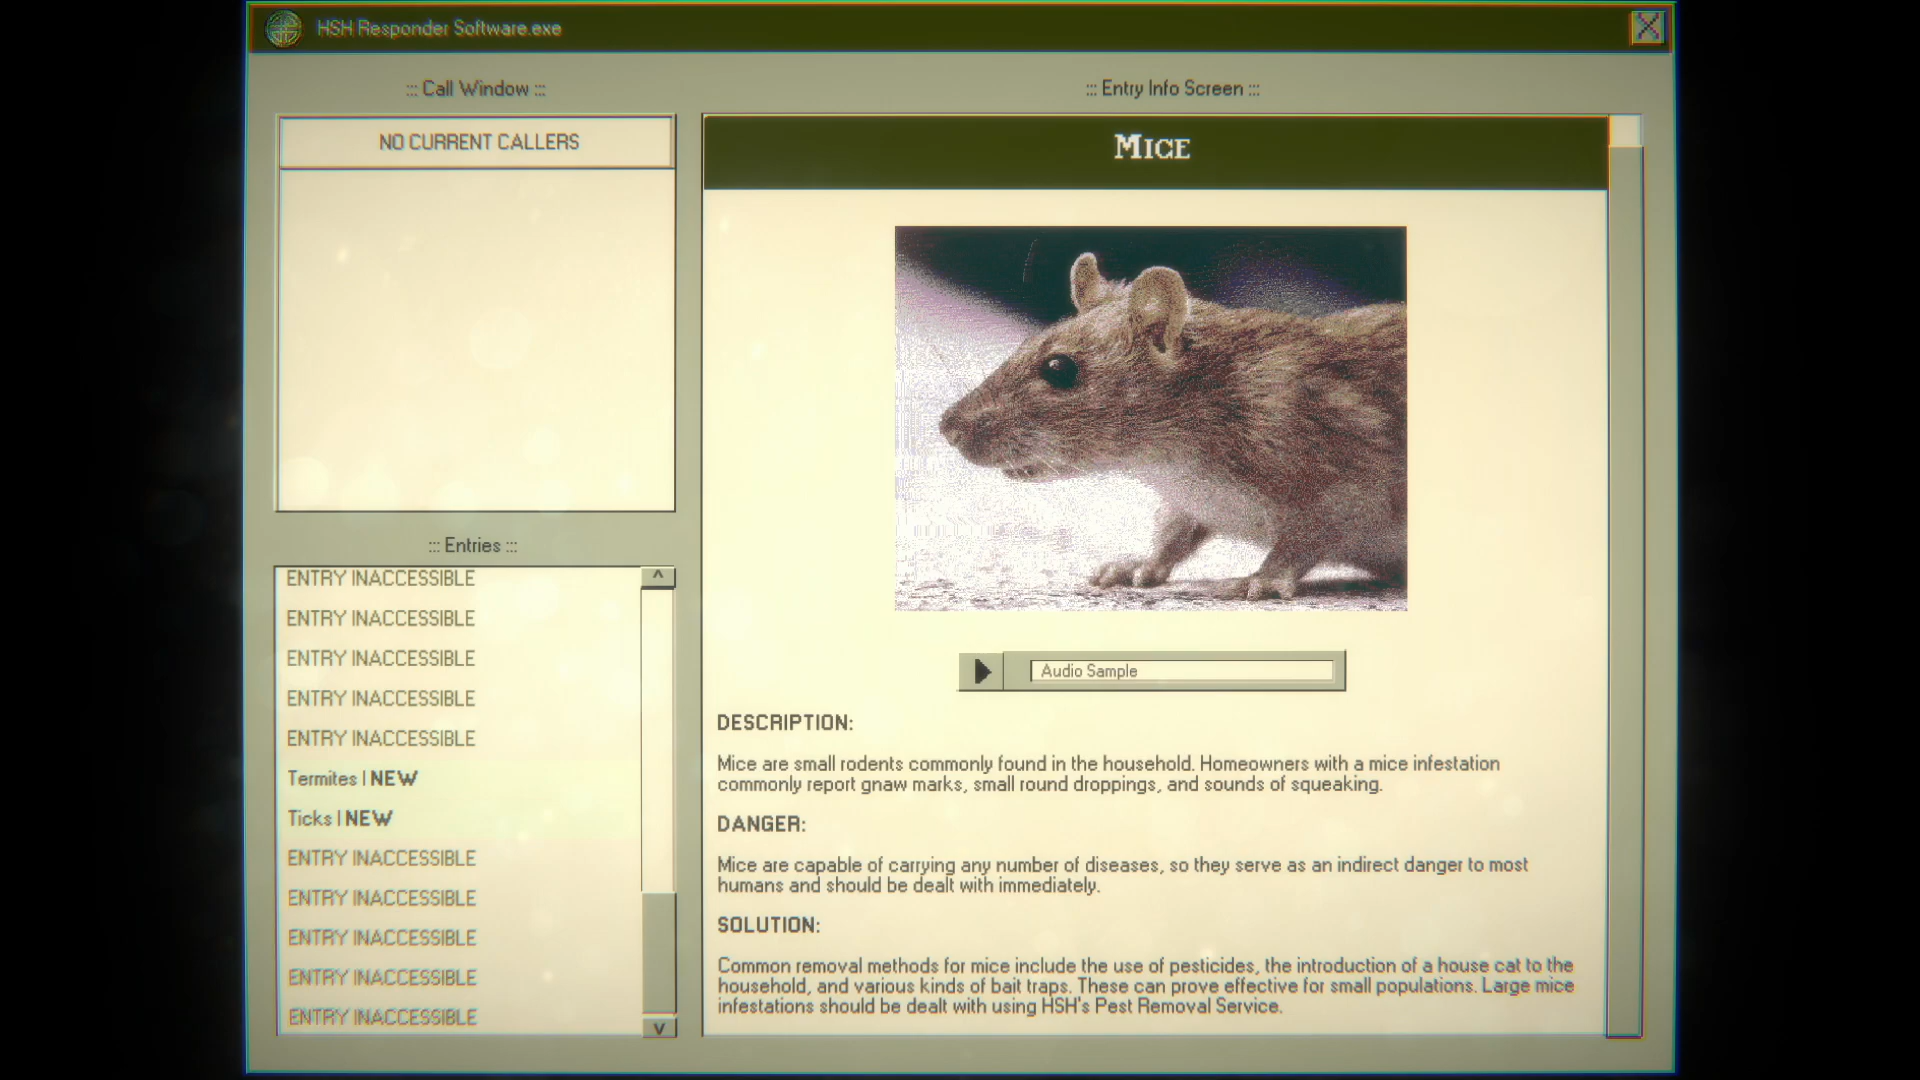 HSH Responder Software.exe
::: Call Window :::
NO CURRENT CALLERS
::: Entries :::
ENTRY INACCESSIBLE
ENTRY INACCESSIBLE
ENTRY INACCESSIBLE
ENTRY INACCESSIBLE
ENTRY INACCESSIBLE
Termites | NEW
Ticks | NEW
ENTRY INACCESSIBLE
ENTRY INACCESSIBLE
ENTRY INACCESSIBLE
ENTRY INACCESSIBLE
ENTRY INACCESSIBLE
::: Entry Info Screen :::
MICE
Audio Sample
DESCRIPTION:
Mice are small rodents commonly found in the household. Homeowners with a mice infestation
commonly report gnaw marks, small round droppings, and sounds of squeaking.
DANGER:
Mice are capable of carrying any number of diseases, so they serve as an indirect danger to most
humans and should be dealt with immediately.
SOLUTION:
Common removal methods for mice include the use of pesticides, the introduction of a house cat to the
household, and various kinds of bait traps. These can prove effective for small populations. Large mice
infestations should be dealt with using HSH's Pest Removal Service.